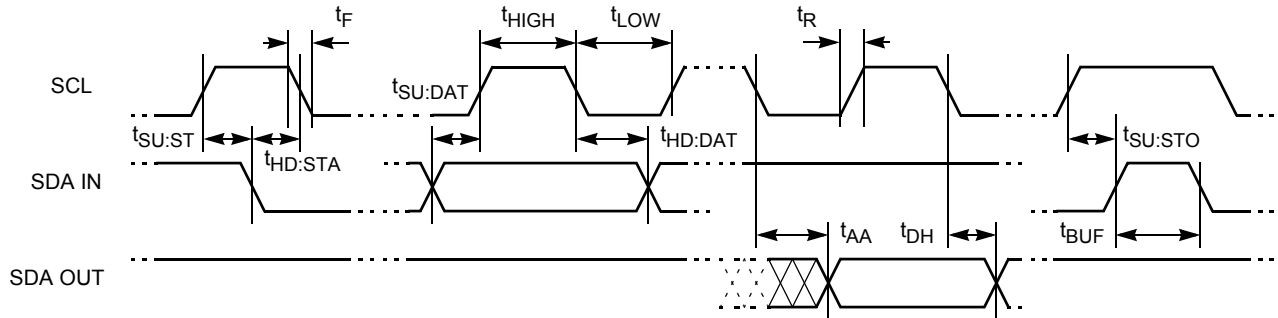 tF
tHIGH
tLOW
tR
SCL
tSU:DAT
tSU:ST
tHD:STA
tHD:DAT
tSU:STO
SDA IN
tAA
tDH
tBUF
SDA OUT